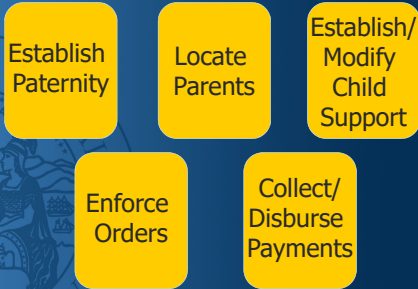 Establish
Paternity
Locate
Parents
Establish/
Modify
Child
Support
Enforce
Orders
Collect/
Disburse
Payments